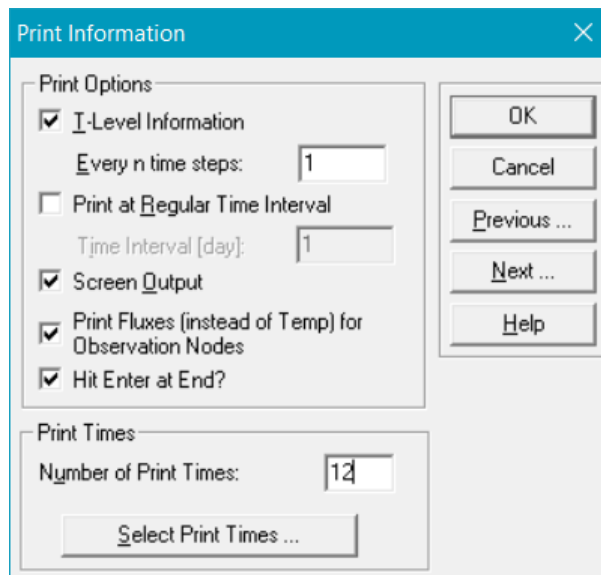 Print Information
Print Options
T-Level Information
Every n time steps: 1
Print at Regular Time Interval
Time Interval [day]: 1
Screen Output
Print Fluxes (instead of Temp) for
Observation Nodes
Hit Enter at End?
Print Times
Number of Print Times: 12
Select Print Times ...
OK
Cancel
Previous ...
Next ...
Help